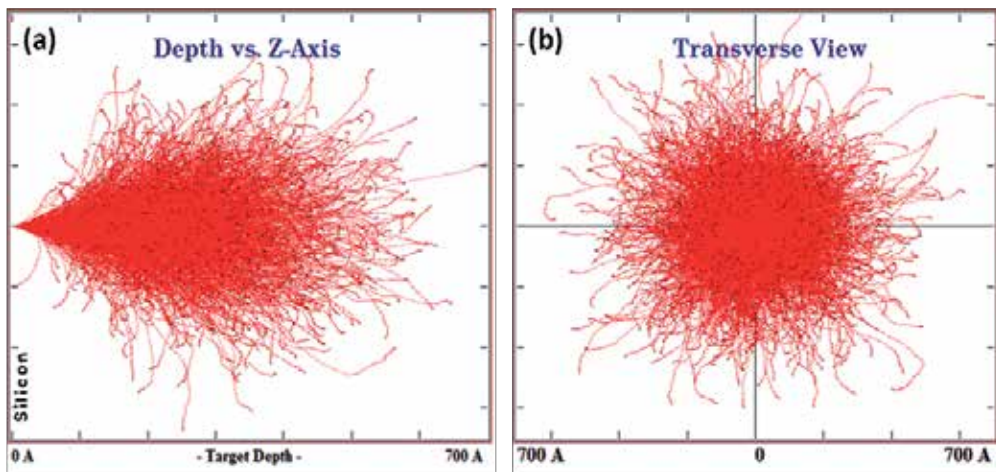 (a)
Depth vs. Z-Axis
Silicon
0 A
- Target Depth -
700 A
(b)
Transverse View
700 A
0
700 A